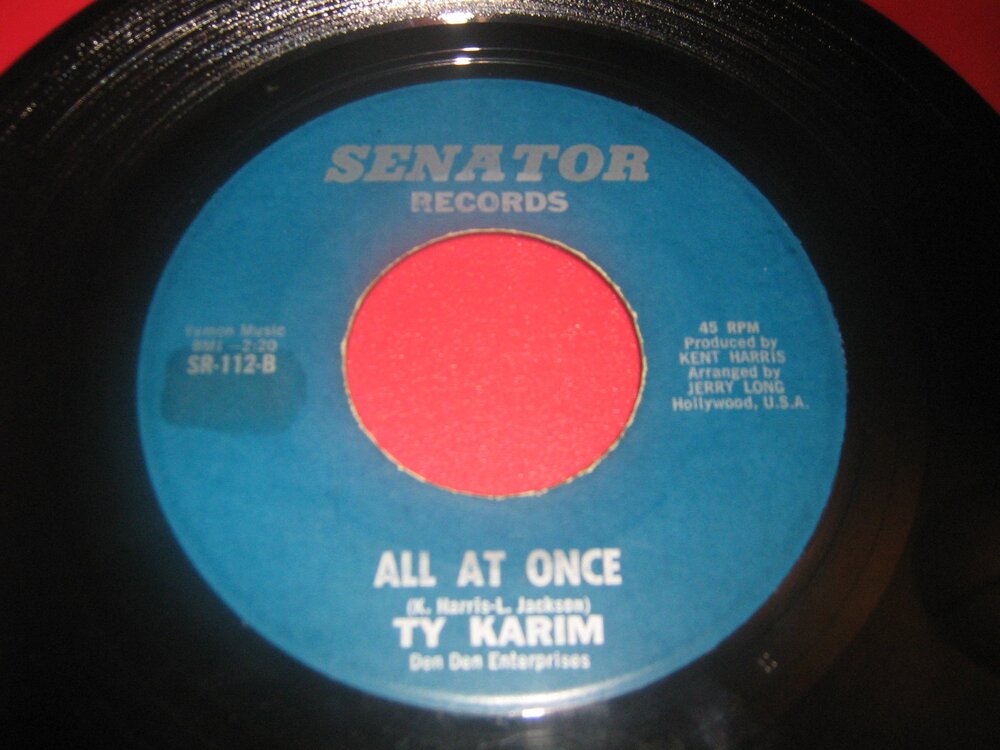 SENATOR
RECORDS
Yemon Music
BMI -2:20
SR-112-B
45 RPM
Produced by
KENT HARRIS
Arranged by
JERRY LONG
Hollywood, U.S.A.
ALL AT ONCE
(K. Harris-L. Jackson)
TY KARIM
Den Den Enterprises